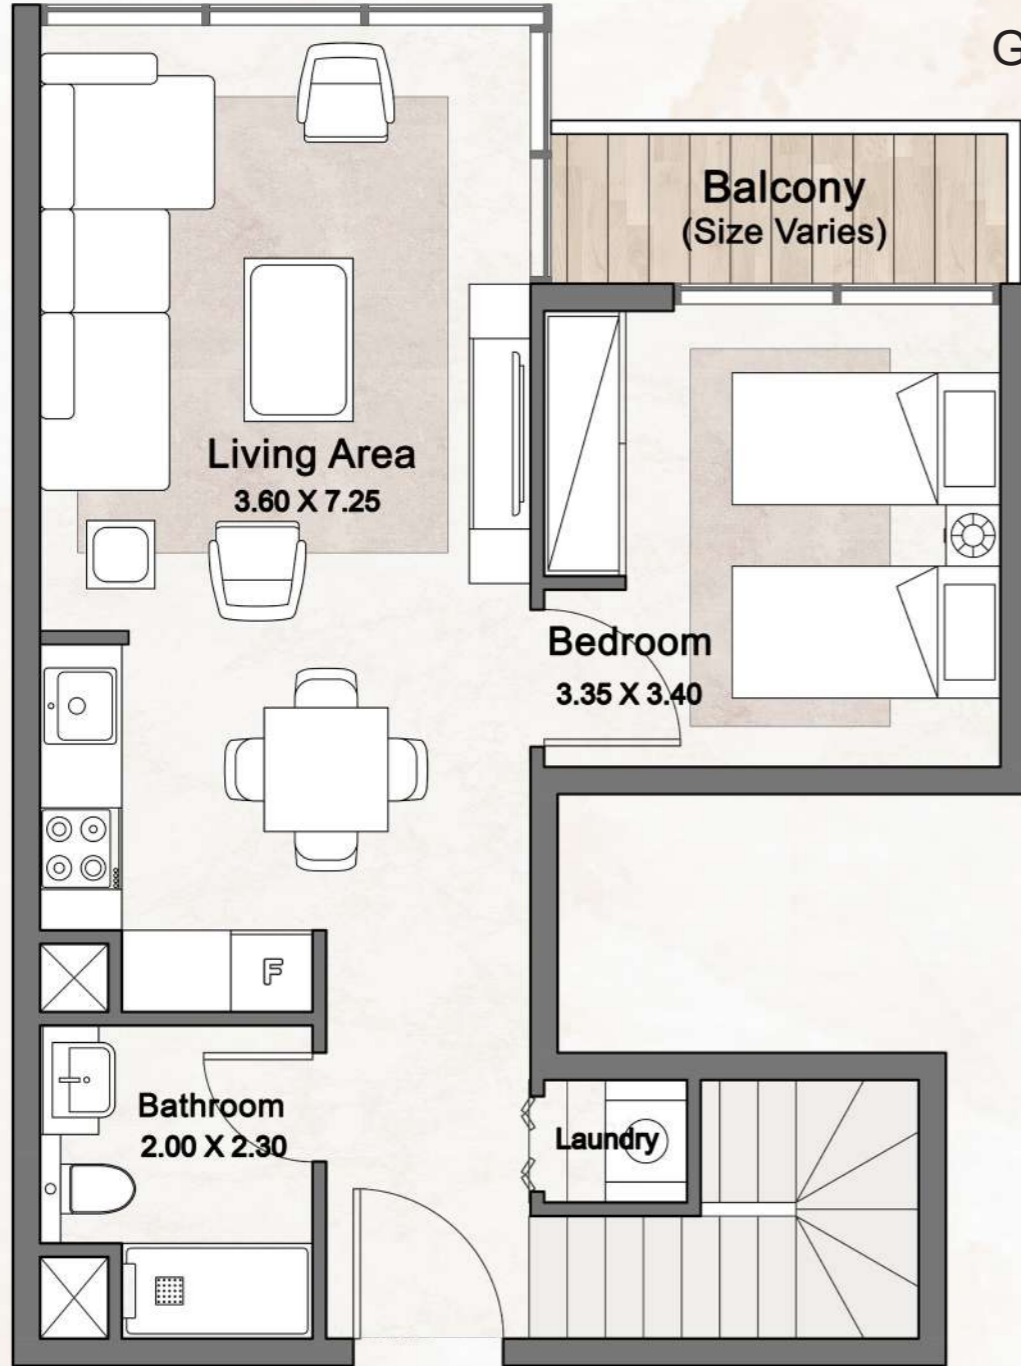 G
Balcony
(Size Varies)
Living Area
3.60 X 7.25
Bedroom
3.35 X 3.40
F
Bathroom
2.00 X 2.30
Laundry